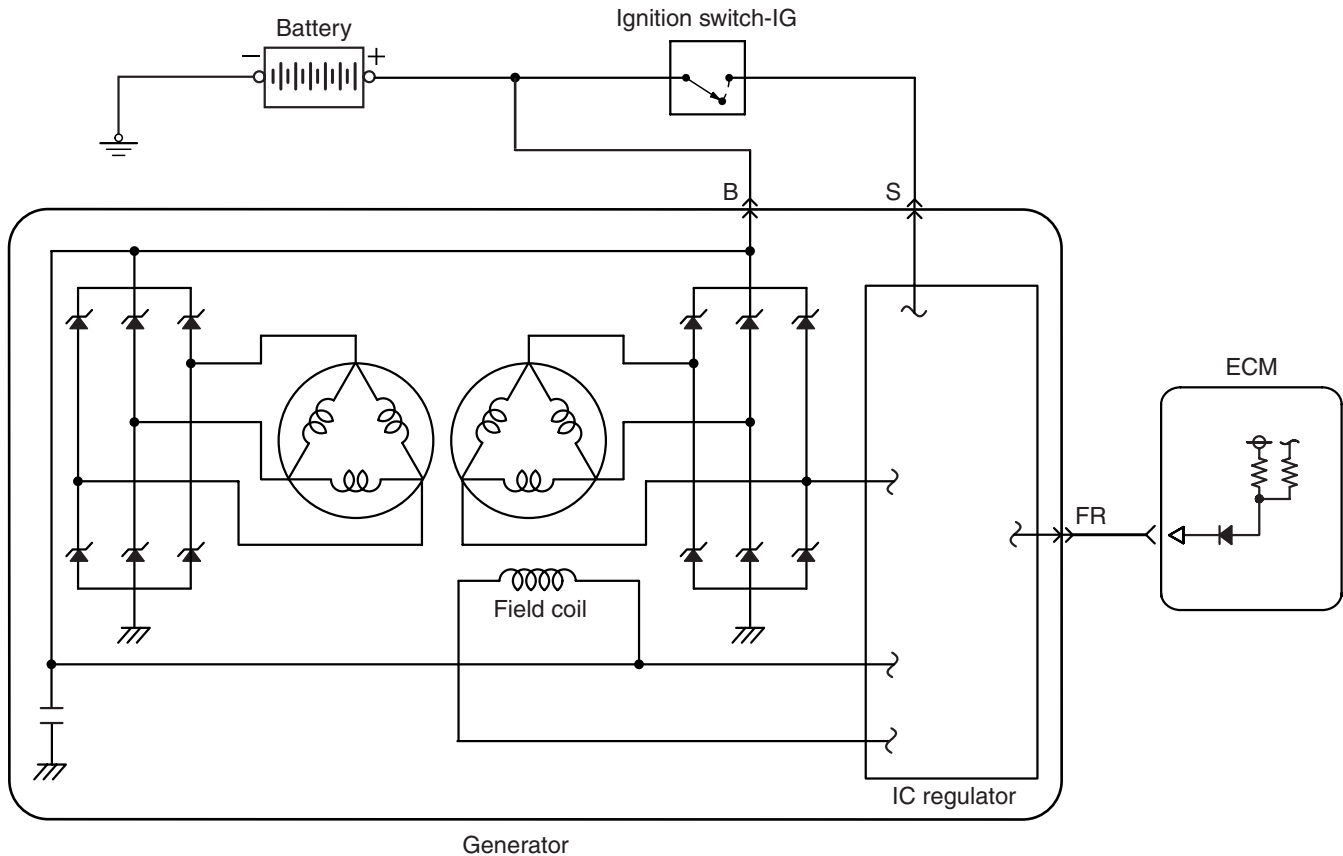 Ignition switch-IG
Battery
− +
B
S
ECM
FR
Field coil
IC regulator
Generator